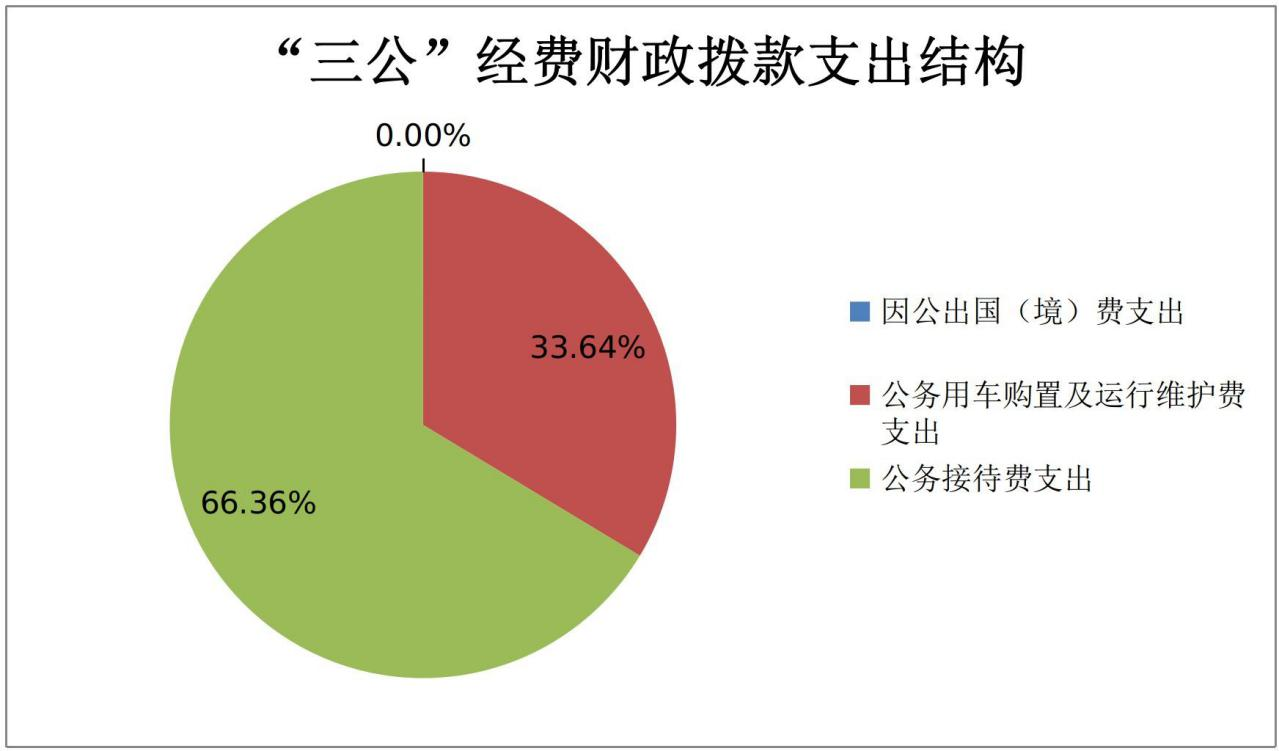 “三公”经费财政拨款支出结构
0.00%
33.64%
66.36%
因公出国（境）费支出
公务用车购置及运行维护费
支出
公务接待费支出